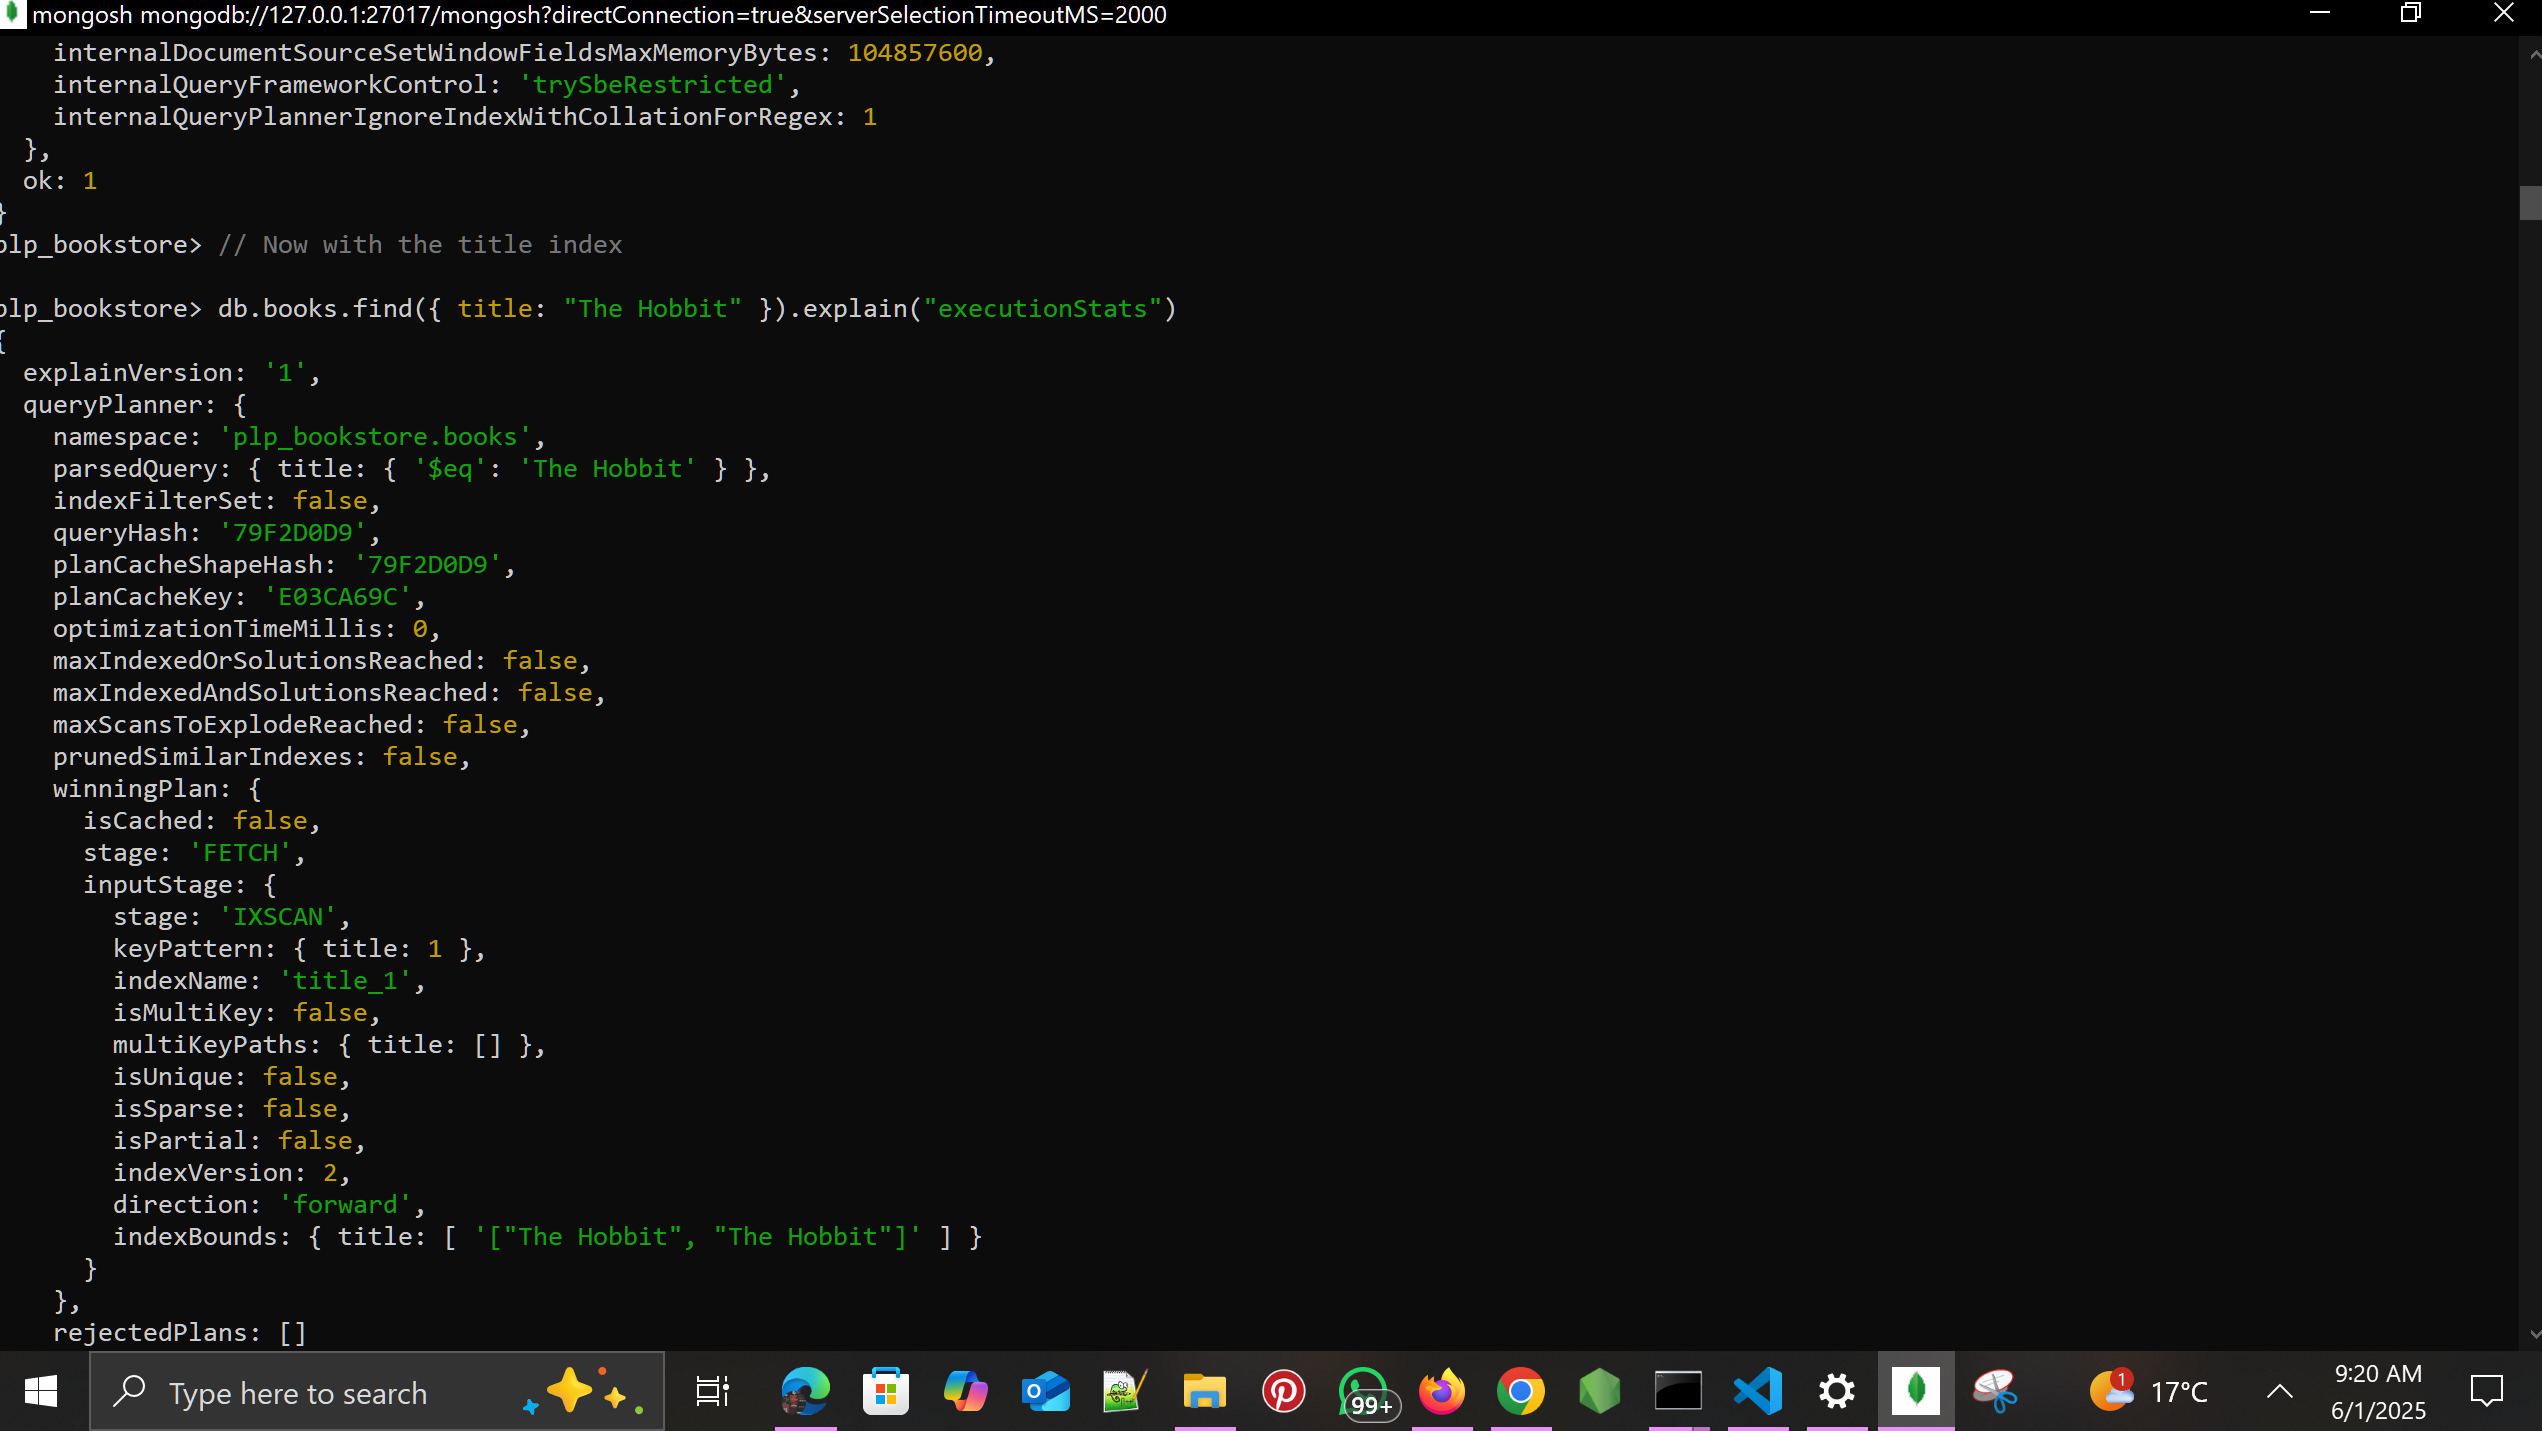 mongosh mongodb://127.0.0.1:27017/mongosh?directConnection=true&serverSelectionTimeoutMS=2000
    internalDocumentSourceSetWindowFieldsMaxMemoryBytes: 104857600,
    internalQueryFrameworkControl: 'trySbeRestricted',
    internalQueryPlannerIgnoreIndexWithCollationForRegex: 1
  },
  ok: 1
}
plp_bookstore> // Now with the title index
plp_bookstore> db.books.find({ title: "The Hobbit" }).explain("executionStats")
{
  explainVersion: '1',
  queryPlanner: {
    namespace: 'plp_bookstore.books',
    parsedQuery: { title: { '$eq': 'The Hobbit' } },
    indexFilterSet: false,
    queryHash: '79F2D0D9',
    planCacheShapeHash: '79F2D0D9',
    planCacheKey: 'E03CA69C',
    optimizationTimeMillis: 0,
    maxIndexedOrSolutionsReached: false,
    maxIndexedAndSolutionsReached: false,
    maxScansToExplodeReached: false,
    prunedSimilarIndexes: false,
    winningPlan: {
      isCached: false,
      stage: 'FETCH',
      inputStage: {
        stage: 'IXSCAN',
        keyPattern: { title: 1 },
        indexName: 'title_1',
        isMultiKey: false,
        multiKeyPaths: { title: [] },
        isUnique: false,
        isSparse: false,
        isPartial: false,
        indexVersion: 2,
        direction: 'forward',
        indexBounds: { title: [ '["The Hobbit", "The Hobbit"]' ] }
      }
    },
    rejectedPlans: []
Type here to search
99+
1
17°C
9:20 AM
6/1/2025